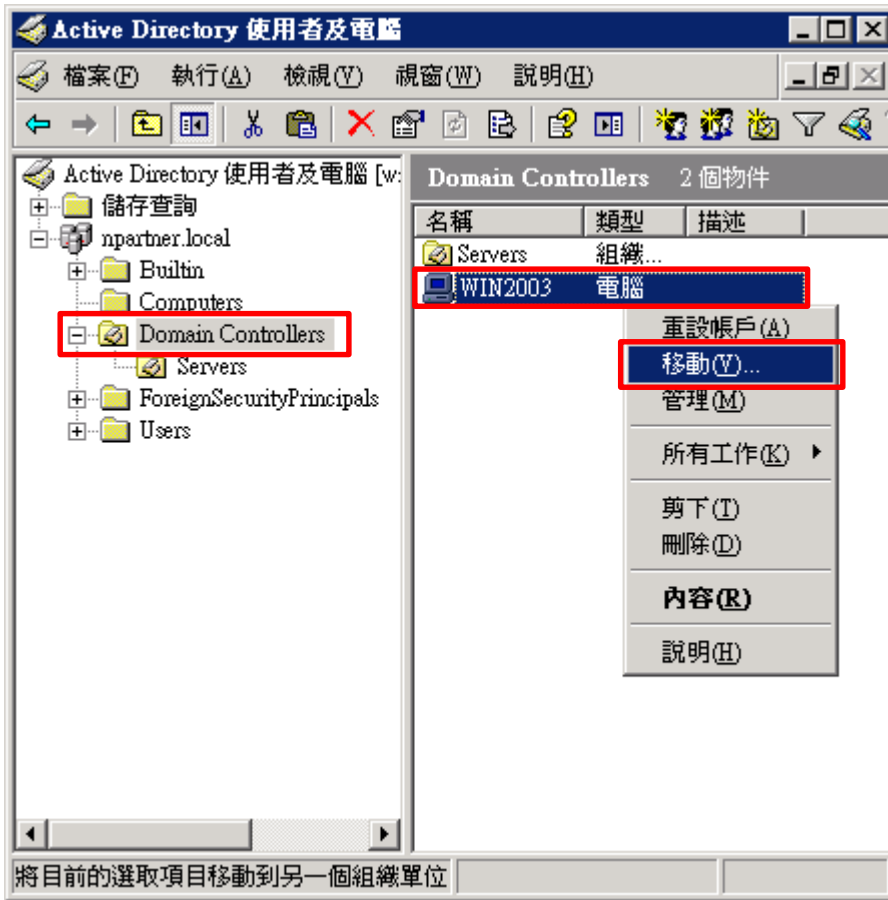 Active Directory 使用者及電腦
檔案(F) 執行(A) 檢視(V) 視窗(W) 說明(H)
Active Directory 使用者及電腦 [w
儲存查詢
npartner.local
Builtin
Computers
Domain Controllers
Servers
ForeignSecurityPrincipals
Users
Domain Controllers 2 個物件
名稱 類型 描述
Servers 組織...
WIN2003 電腦
重設帳戶(A)
移動(V)...
管理(M)
所有工作(K)
剪下(T)
刪除(D)
內容(R)
說明(H)
將目前的選取項目移動到另一個組織單位